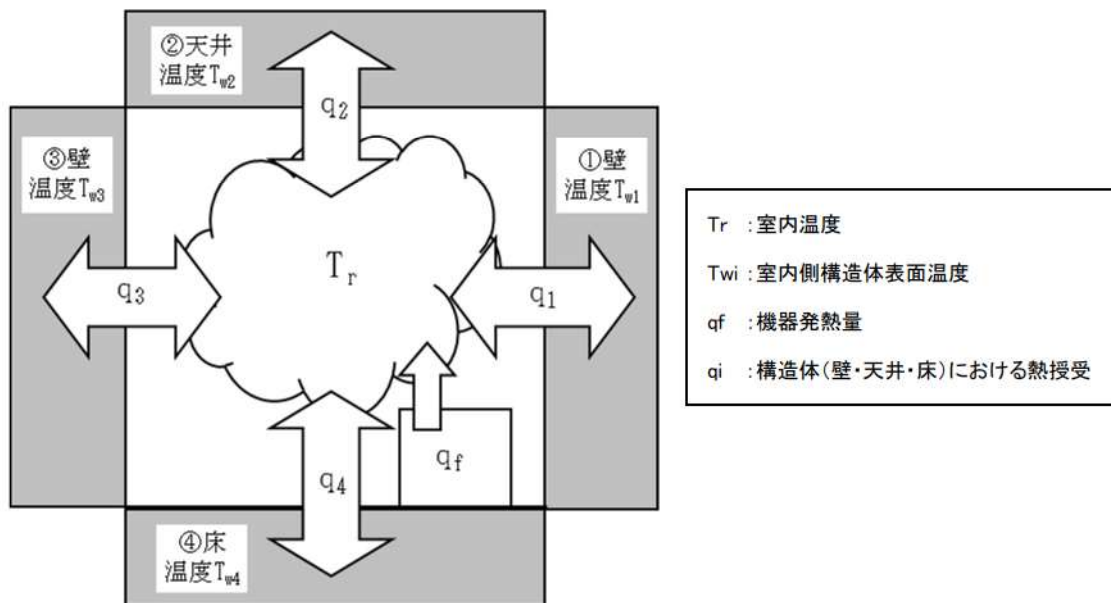 ②天井
温度Tw2
q2
③壁
温度Tw3
①壁
温度Tw1
Tr
q3
q1
q4
qf
④床
温度Tw4
Tr :室内温度
Twi :室内側構造体表面温度
qf :機器発熱量
qi :構造体(壁・天井・床)における熱授受